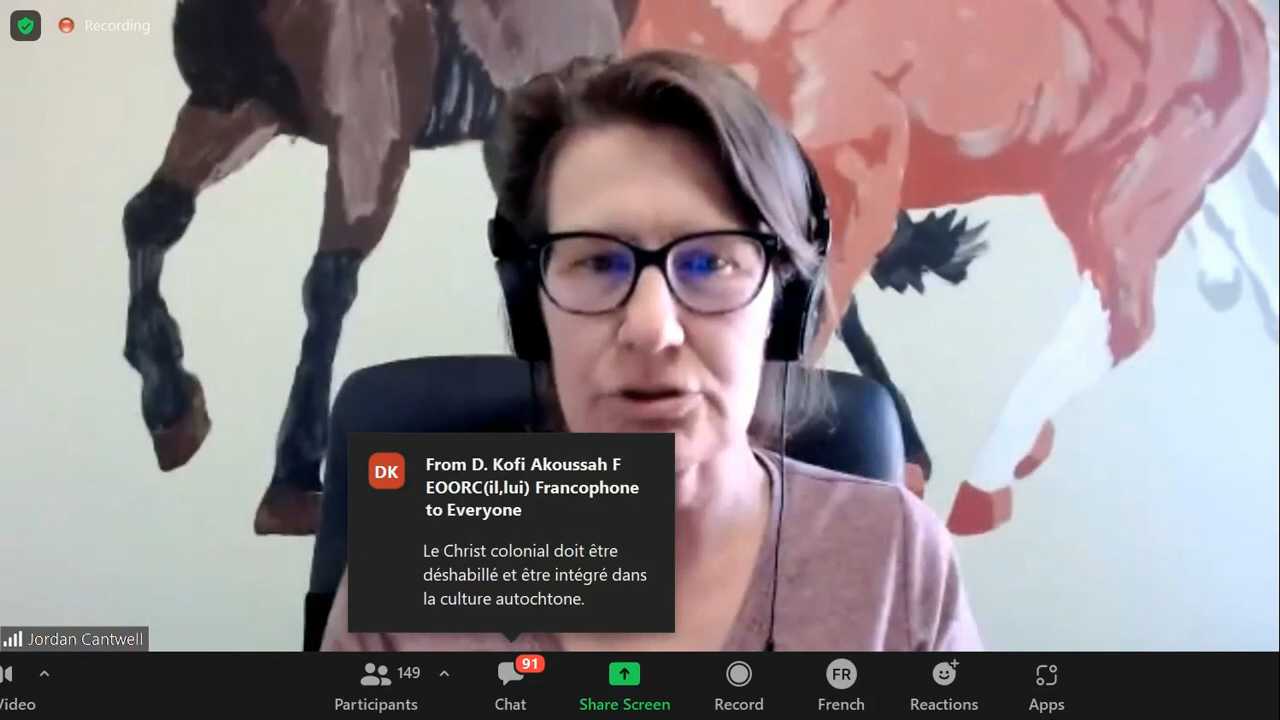 Recording
DK
From D. Kofi Akoussah F
EOORC(il,lui) Francophone
to Everyone
Le Christ colonial doit être
déshabillé et être intégré dans
la culture autochtone.
Jordan Cantwell
149
91
FR
Video
Participants
Chat
Share Screen
Record
French
Reactions
Apps